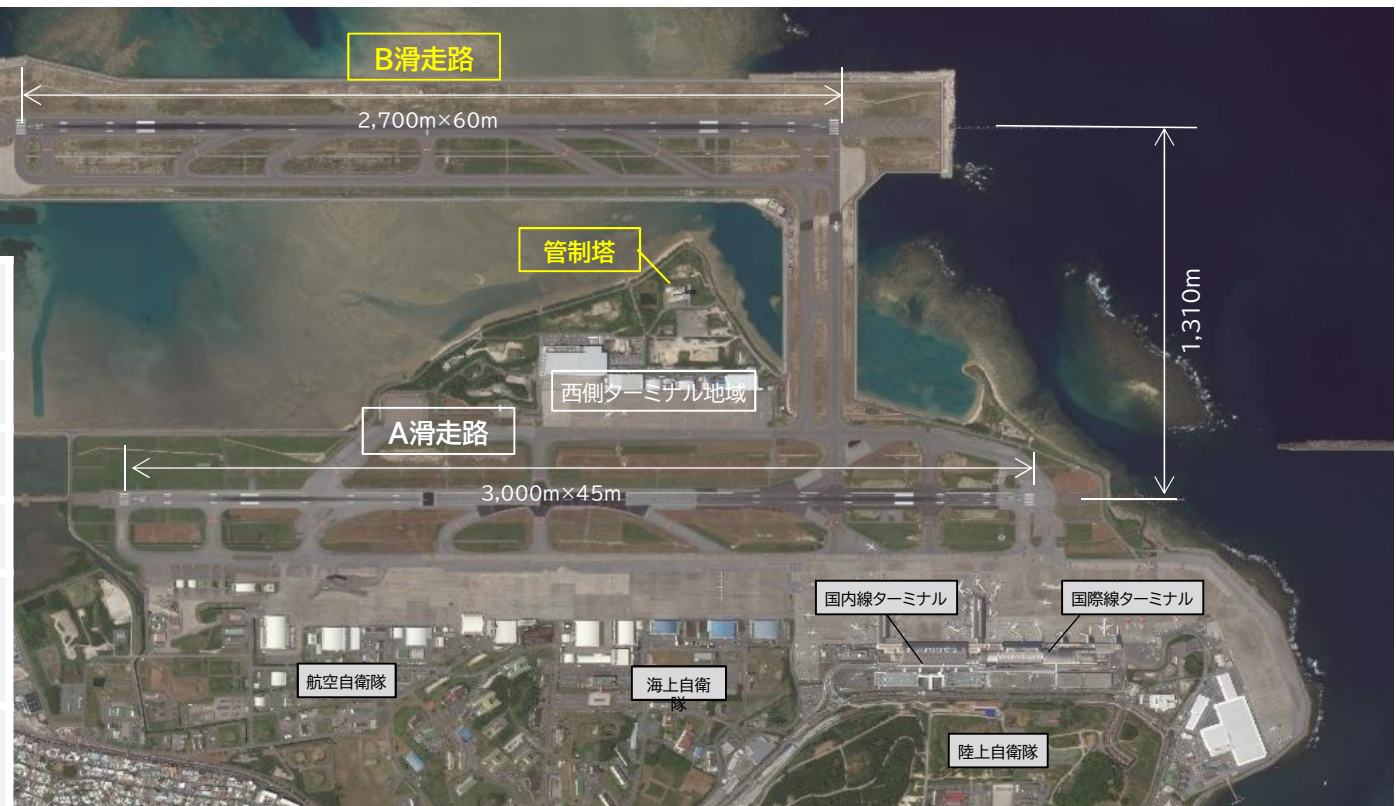 B滑走路
2,700m×60m
管制塔
1,310m
西側ターミナル地域
A滑走路
3,000m×45m
国内線ターミナル
国際線ターミナル
航空自衛隊
海上自衛
隊
陸上自衛隊